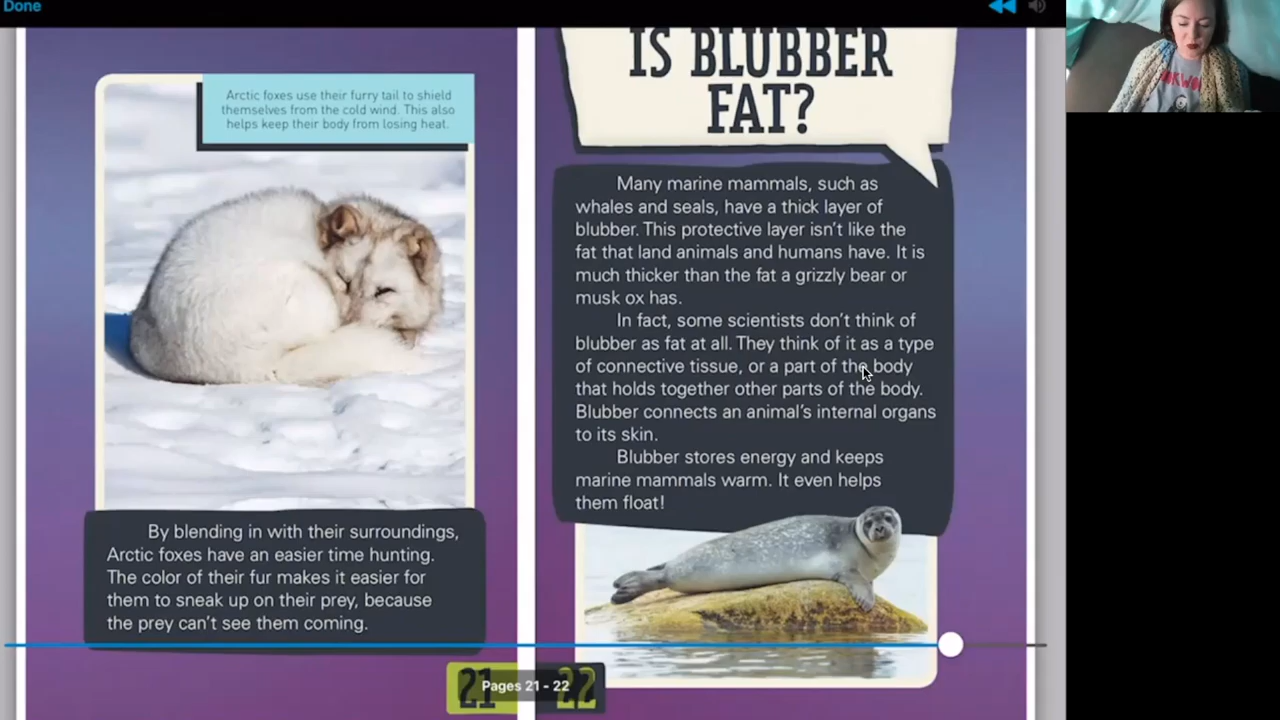 Done
Arctic foxes use their furry tail to shield
themselves from the cold wind. This also
helps keep their body from losing heat.
By blending in with their surroundings,
Arctic foxes have an easier time hunting.
The color of their fur makes it easier for
them to sneak up on their prey, because
the prey can't see them coming.
21
IS BLUBBER
FAT?
Many marine mammals, such as
whales and seals, have a thick layer of
blubber. This protective layer isn't like the
fat that land animals and humans have. It is
much thicker than the fat a grizzly bear or
musk ox has.
In fact, some scientists don't think of
blubber as fat at all. They think of it as a type
of connective tissue, or a part of the body
that holds together other parts of the body.
Blubber connects an animal's internal organs
to its skin.
Blubber stores energy and keeps
marine mammals warm. It even helps
them float!
22
Pages 21 - 22